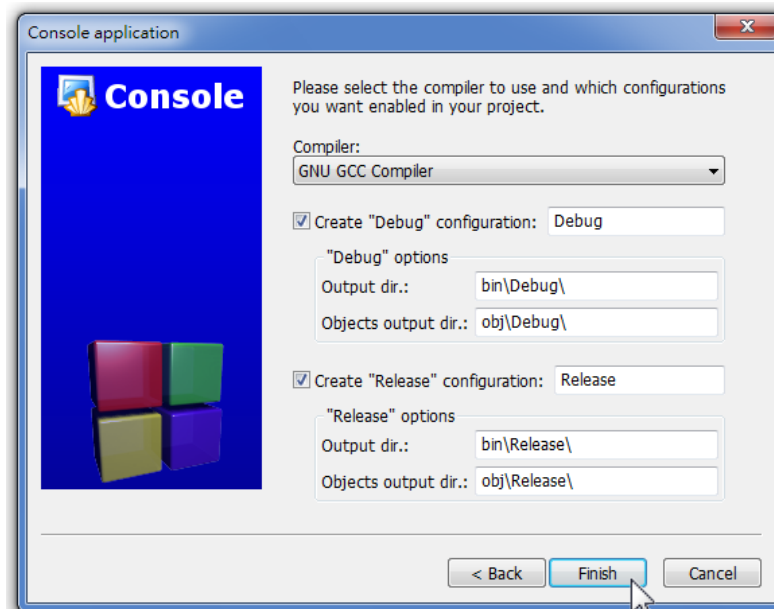 Console application
Console
Please select the compiler to use and which configurations
you want enabled in your project.
Compiler:
GNU GCC Compiler
Create "Debug" configuration: Debug
"Debug" options
Output dir.: bin\Debug\
Objects output dir.: obj\Debug\
Create "Release" configuration: Release
"Release" options
Output dir.: bin\Release\
Objects output dir.: obj\Release\
< Back Finish Cancel